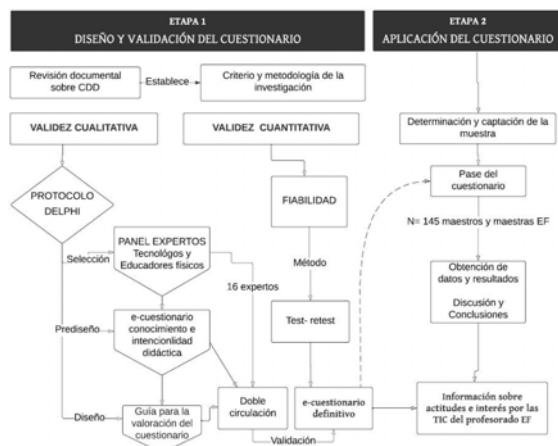 ETAPA 1
DISEÑO Y VALIDACIÓN DEL CUESTIONARIO
ETAPA 2
APLICACIÓN DEL CUESTIONARIO
Revisión documental
sobre CDD
Establece
Criterio y metodología de la
investigación
VALIDEZ CUALITATIVA
VALIDEZ CUANTITATIVA
Determinación y captación de la
muestra
PROTOCOLO
DELPHI
FIABILIDAD
Pase del
cuestionario
N= 145 maestros y maestras EF
Selección
PANEL EXPERTOS
Tecnológos y
Educadores físicos
Método
16 expertos
Obtención de
datos y resultados
Discusión y
Conclusiones
Prediseño
e-cuestionario
conocimiento e
intencionlidad
didáctica
Test- retest
Diseño
Guía para la
valoración del
cuestionario
Doble
circulación
Validación
e-cuestionario
definitivo
Información sobre
actitudes e interés por las
TIC del profesorado EF